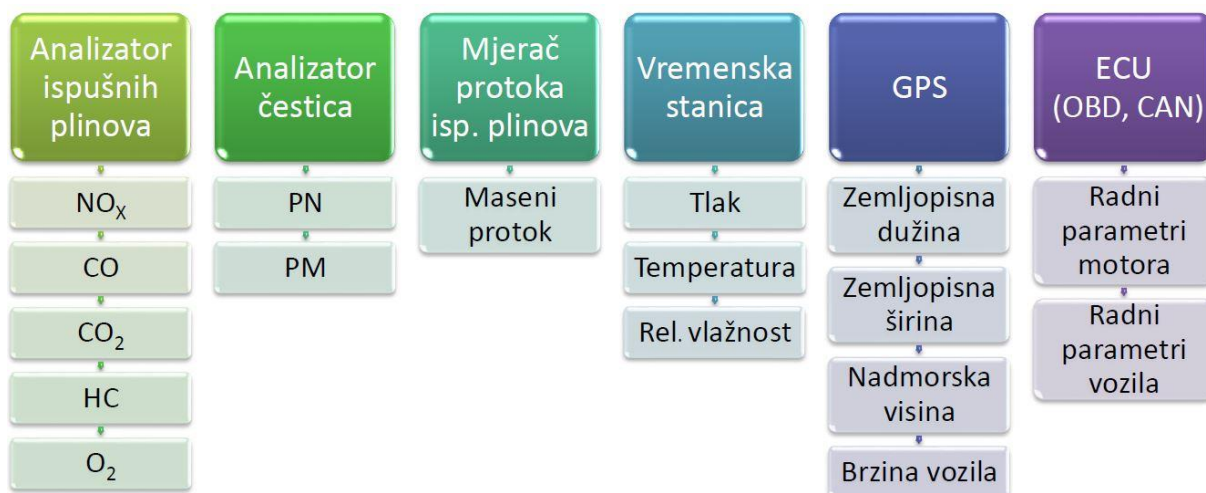 Analizator
ispušnih
plinova
NOₓ
CO
CO₂
HC
O₂
Analizator
čestica
PN
PM
Mjerač
protoka
isp. plinova
Maseni
protok
Vremenska
stanica
Tlak
Temperatura
Rel. vlažnost
GPS
Zemljopisna
dužina
Zemljopisna
širina
Nadmorska
visina
Brzina vozila
ECU
(OBD, CAN)
Radni
parametri
motora
Radni
parametri
vozila